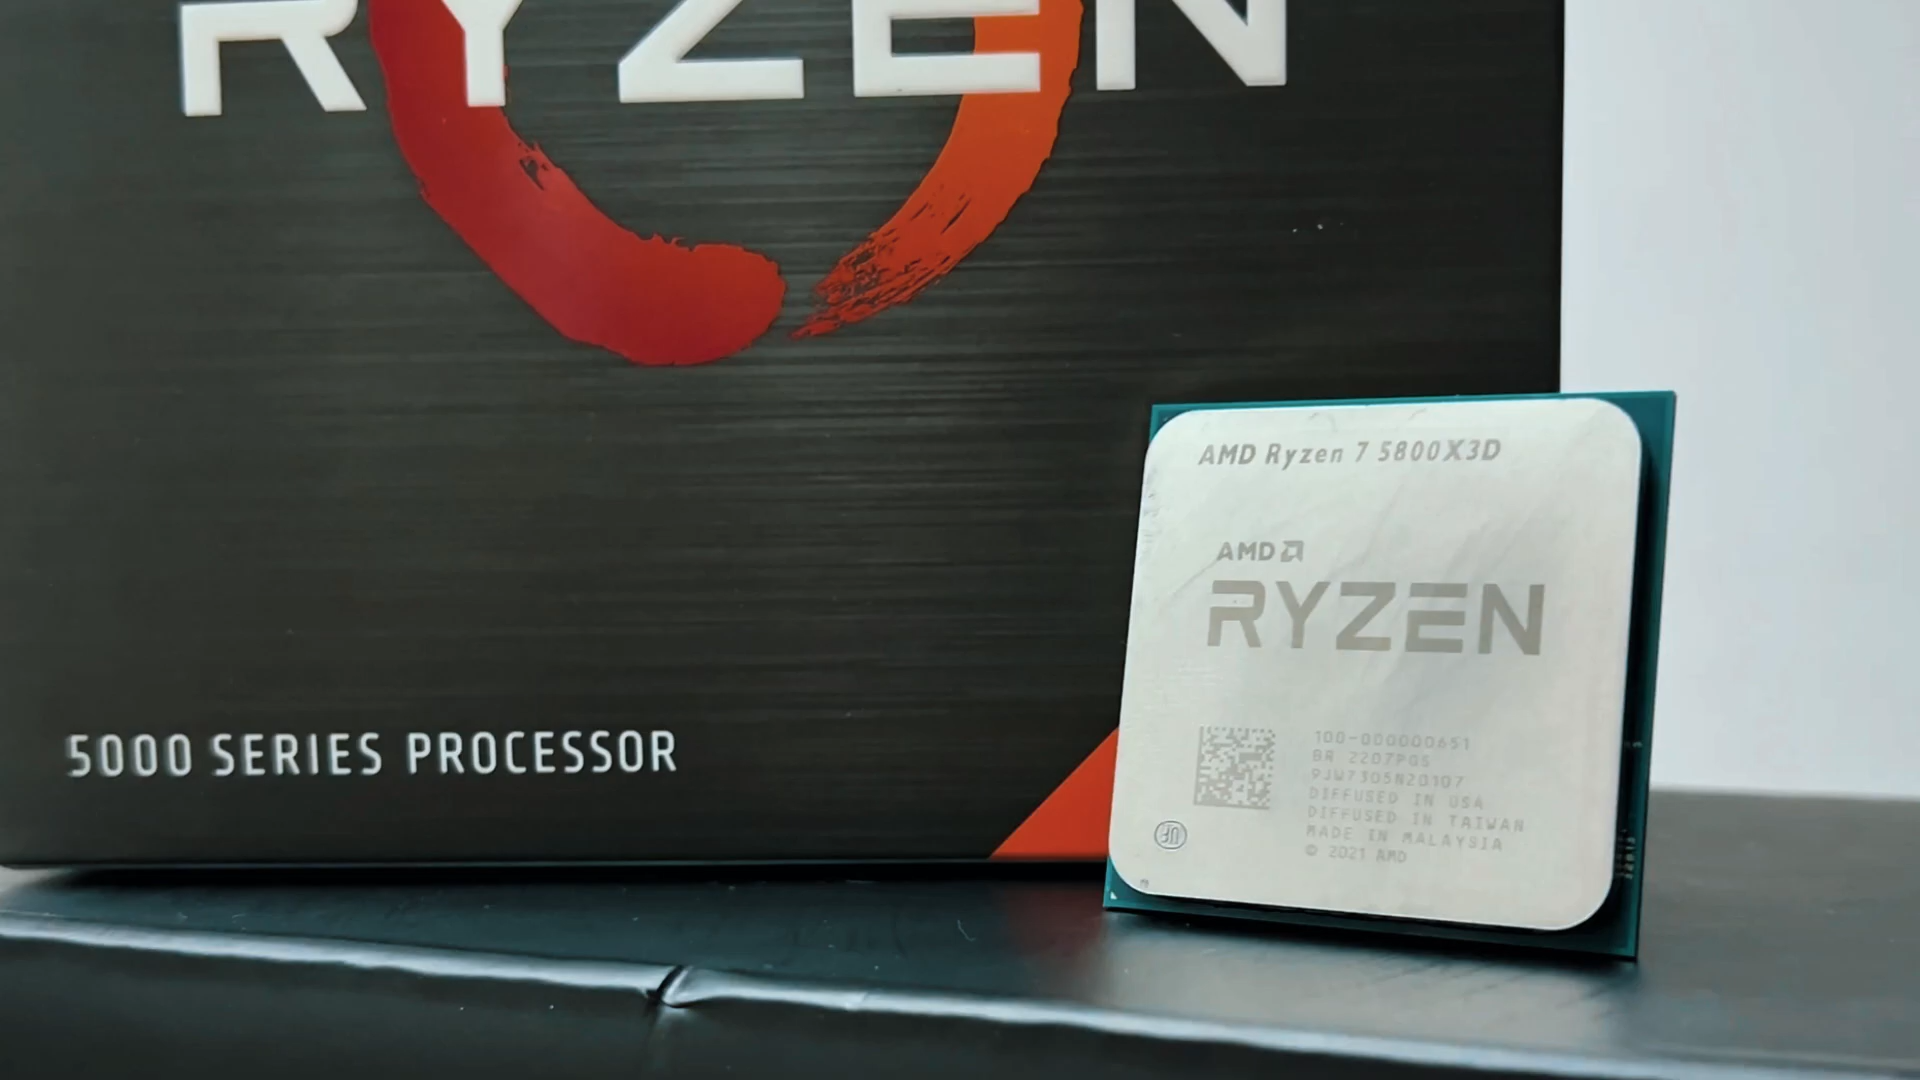 RYZEN
5000 SERIES PROCESSOR
AMD Ryzen 7 5800X3D
AMD
RYZEN
100-000000651
BR 2207PGS
9JW7305N20107
DIFFUSED IN USA
DIFFUSED IN TAIWAN
MADE IN MALAYSIA
© 2021 AMD